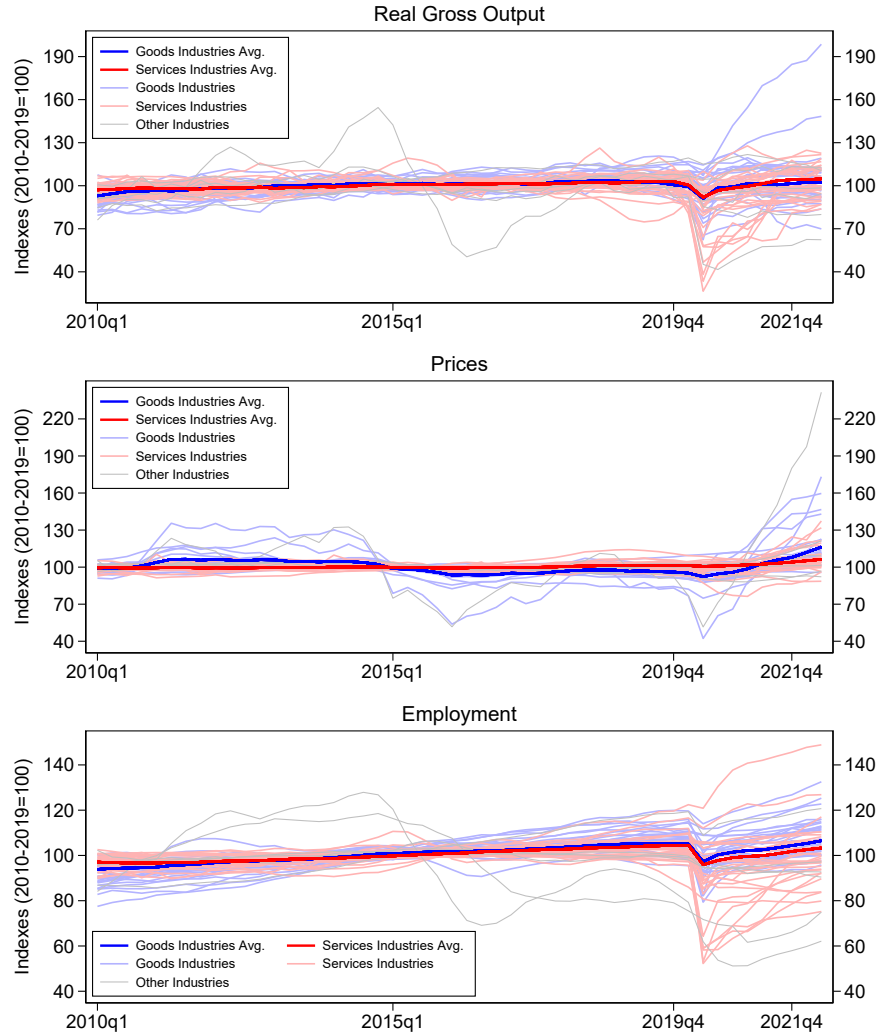 Real Gross Output
Indexes (2010-2019=100)
190 190
160 160
130 130
100 100
70 70
40 40
Goods Industries Avg.
Services Industries Avg.
Goods Industries
Services Industries
Other Industries
2010q1 2015q1 2019q4 2021q4
Prices
Indexes (2010-2019=100)
220 220
190 190
160 160
130 130
100 100
70 70
40 40
Goods Industries Avg.
Services Industries Avg.
Goods Industries
Services Industries
Other Industries
2010q1 2015q1 2019q4 2021q4
Employment
Indexes (2010-2019=100)
140 140
120 120
100 100
80 80
60 60
40 40
Goods Industries Avg. Services Industries Avg.
Goods Industries Services Industries
Other Industries
2010q1 2015q1 2019q4 2021q4